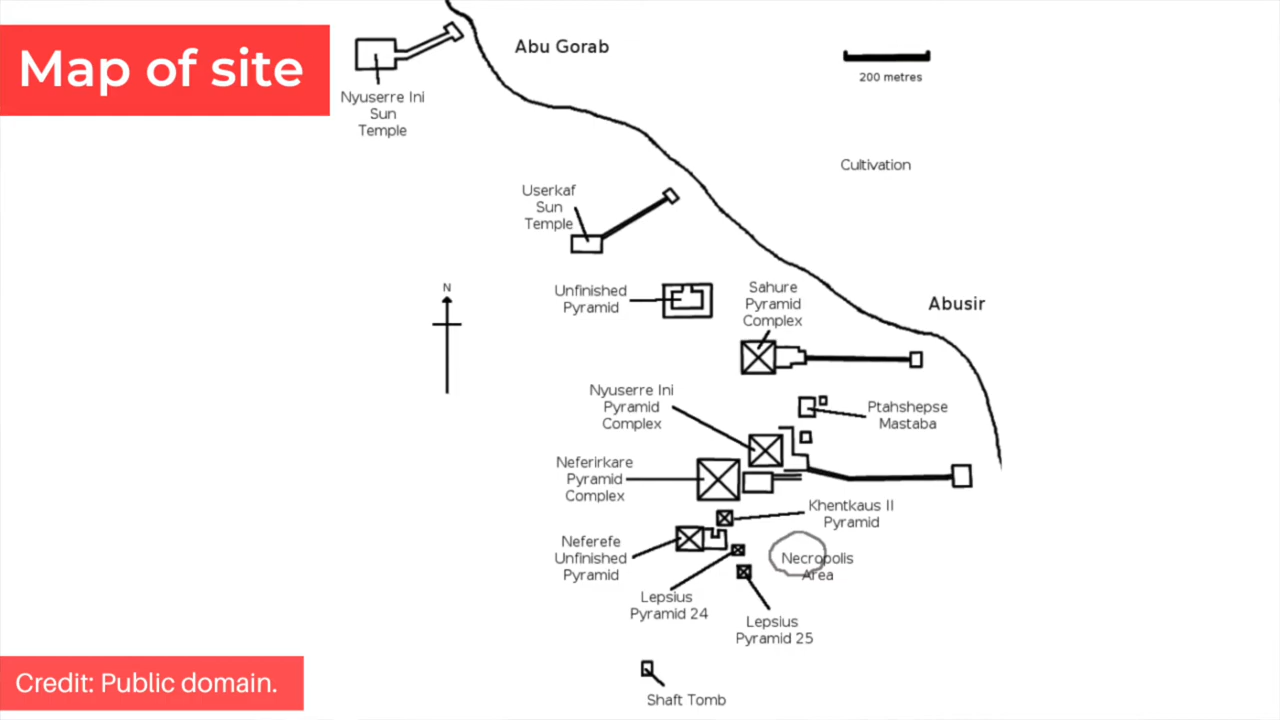 Map of site
Abu Gorab
200 metres
Nyuserre Ini
Sun
Temple
Cultivation
Userkaf
Sun
Temple
N
Unfinished
Pyramid
Sahure
Pyramid
Complex
Abusir
Nyuserre Ini
Pyramid
Complex
Ptahshepse
Mastaba
Neferirkare
Pyramid
Complex
Khentkaus II
Pyramid
Neferefe
Unfinished
Pyramid
Necropolis
Area
Lepsius
Pyramid 24
Lepsius
Pyramid 25
Shaft Tomb
Credit: Public domain.